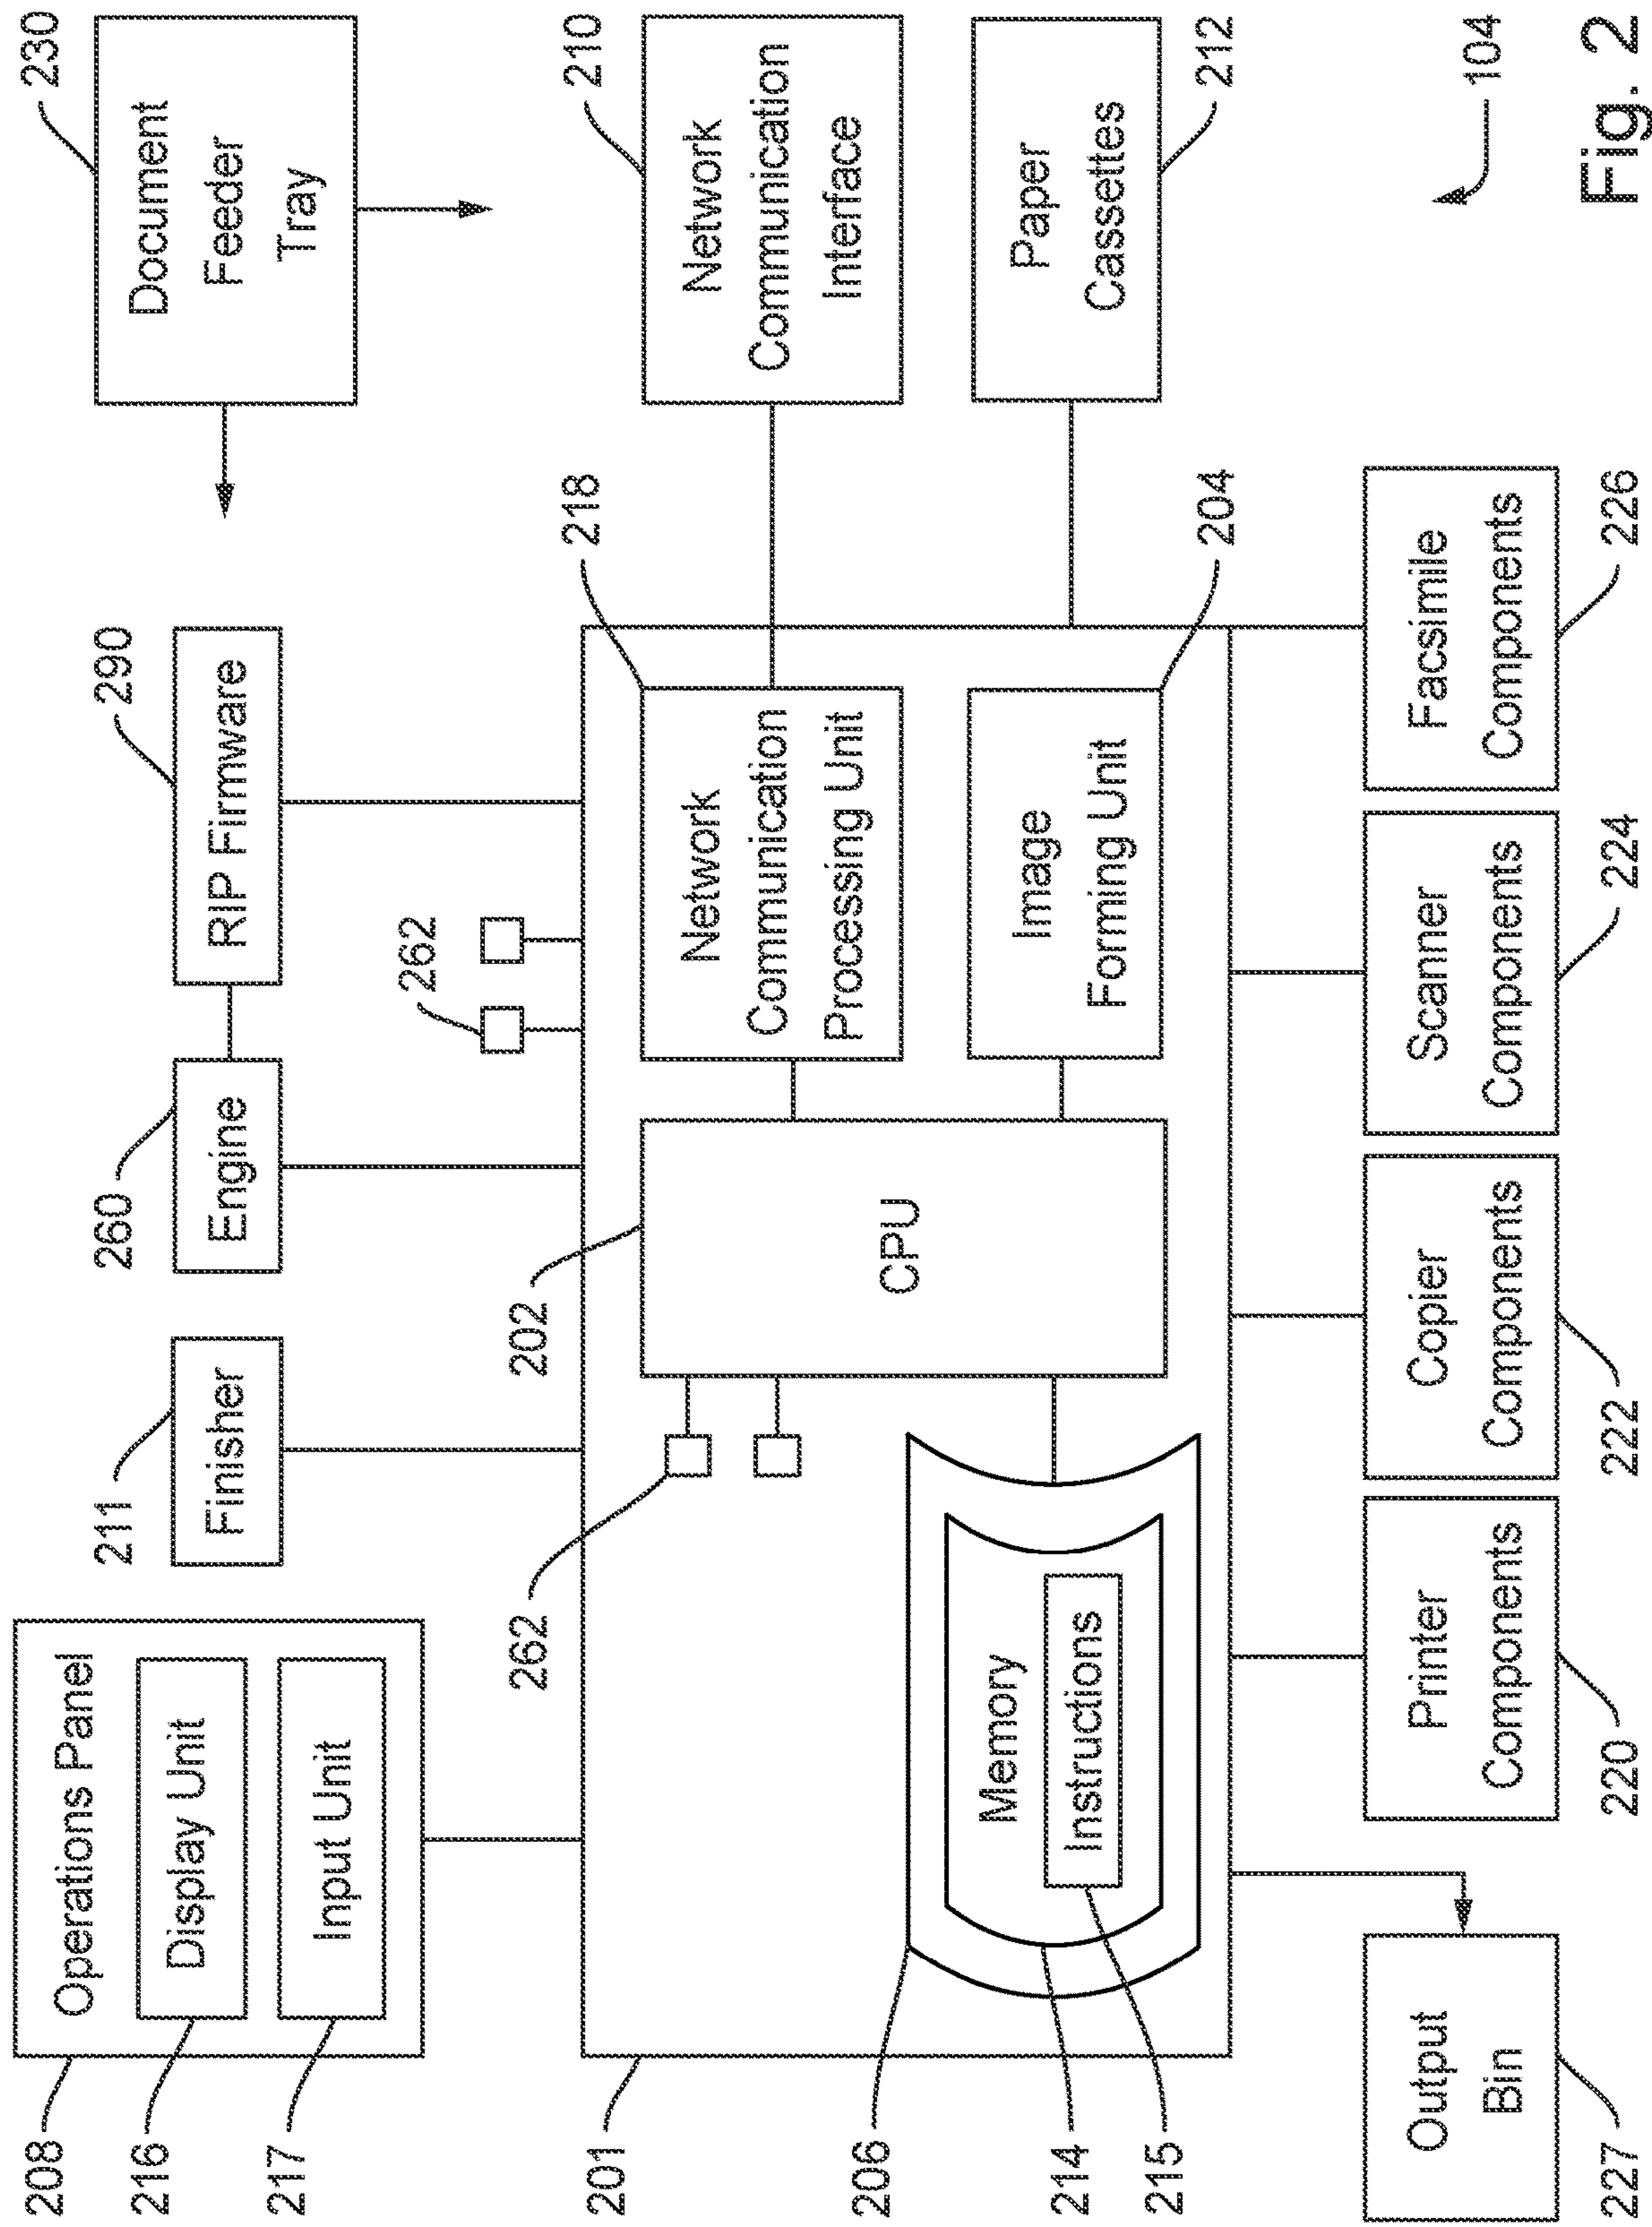 208
Operations Panel
216
Display Unit
217
Input Unit
211
Finisher
260
Engine
290
RIP Firmware
230
Document
Feeder
Tray
262
201
262
202
218
210
Network
Communication
Interface
Network
Communication
Processing Unit
CPU
206
214
215
Memory
Instructions
Image
Forming Unit
204
Paper
Cassettes
212
Output
Bin
227
Printer
Components
220
Copier
Components
222
Scanner
Components
224
Facsimile
Components
226
104
Fig. 2